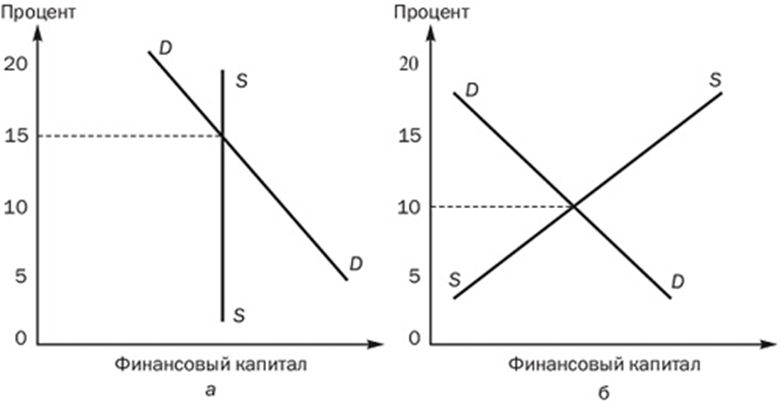 Процент
20
15
10
5
0
D
S
D
S
Финансовый капитал
а
Процент
20
15
10
5
0
D
S
S
D
Финансовый капитал
б